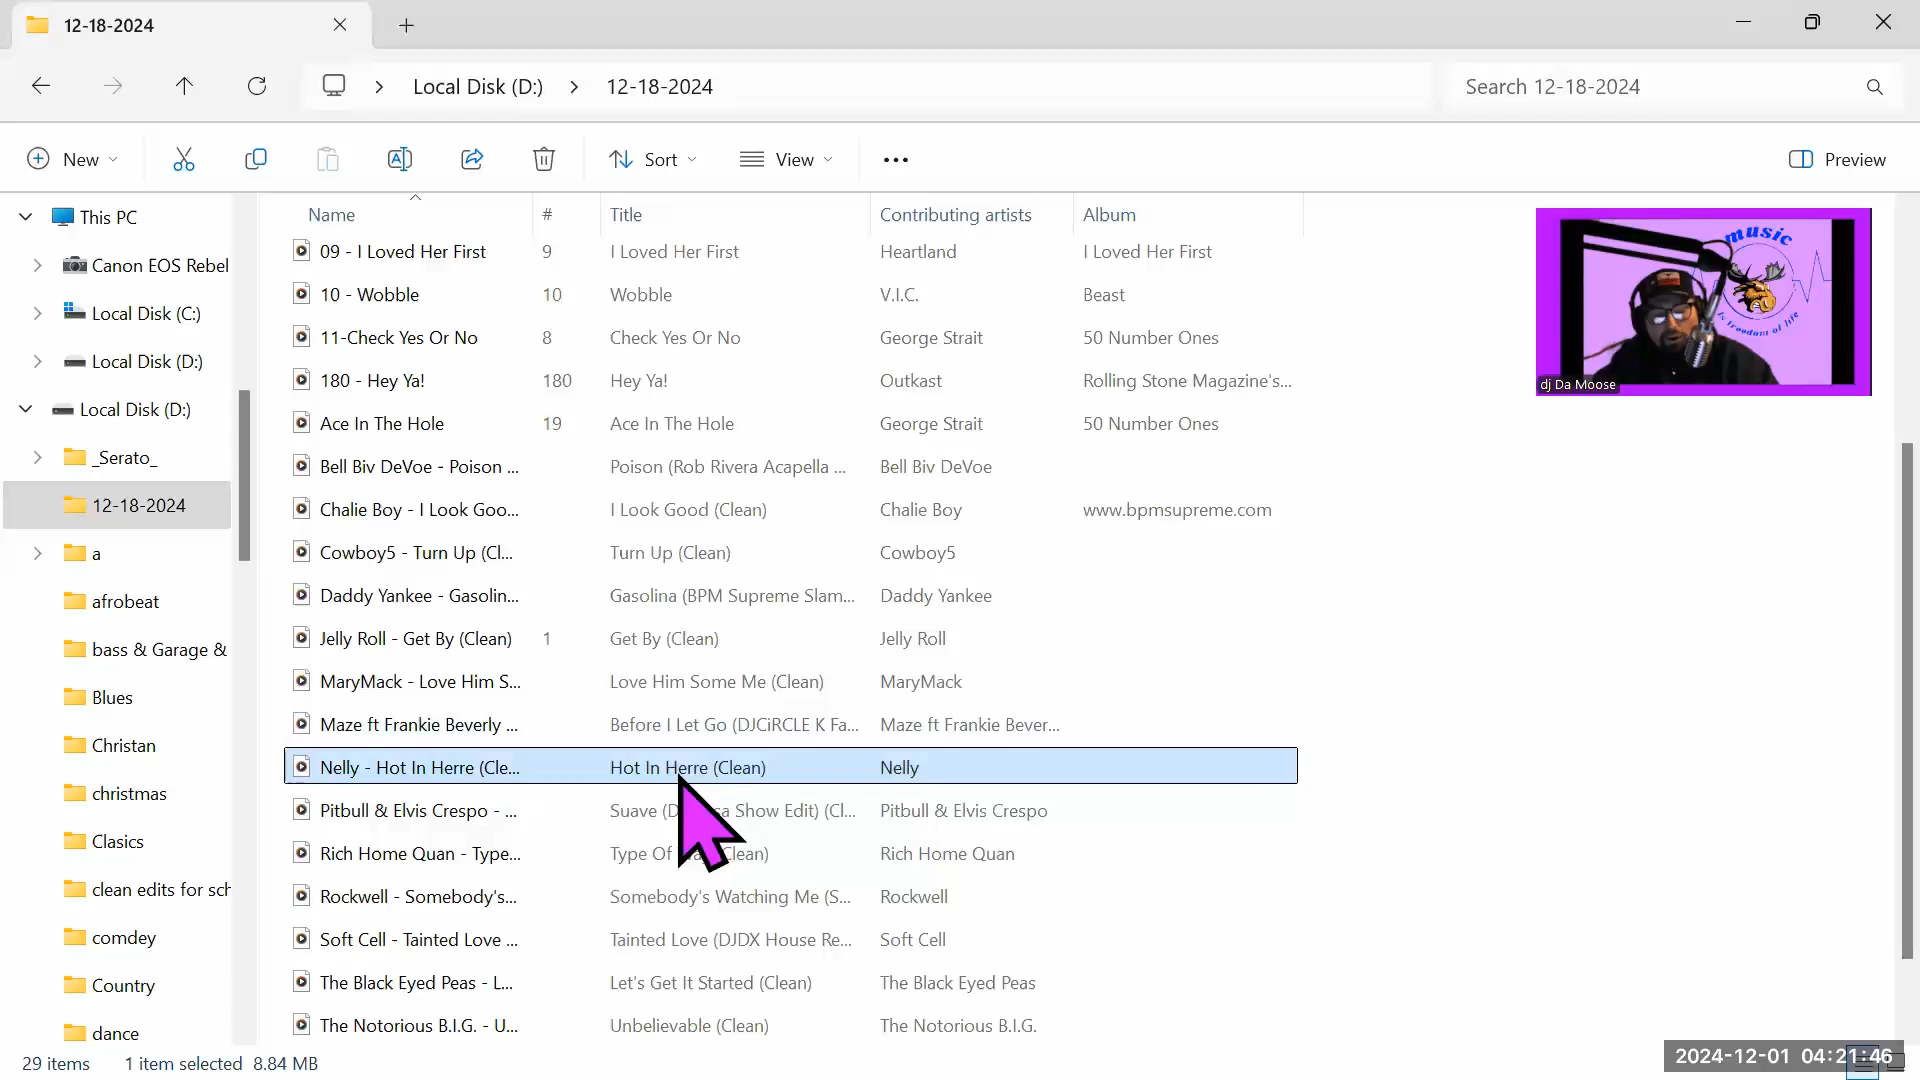 12-18-2024
Local Disk (D:) 12-18-2024
Search 12-18-2024
New
Sort
View
Preview
This PC
Canon EOS Rebel
Local Disk (C:)
Local Disk (D:)
Local Disk (D:)
_Serato_
12-18-2024
a
afrobeat
bass & Garage &
Blues
Christan
christmas
Clasics
clean edits for sch
comdey
Country
dance
Name # Title Contributing artists Album
09 - I Loved Her First 9 I Loved Her First Heartland I Loved Her First
10 - Wobble 10 Wobble V.I.C. Beast
11-Check Yes Or No 8 Check Yes Or No George Strait 50 Number Ones
180 - Hey Ya! 180 Hey Ya! Outkast Rolling Stone Magazine's...
Ace In The Hole 19 Ace In The Hole George Strait 50 Number Ones
Bell Biv DeVoe - Poison ... Poison (Rob Rivera Acapella ... Bell Biv DeVoe
Chalie Boy - I Look Goo... I Look Good (Clean) Chalie Boy www.bpmsupreme.com
Cowboy5 - Turn Up (Cl... Turn Up (Clean) Cowboy5
Daddy Yankee - Gasolin... Gasolina (BPM Supreme Slam... Daddy Yankee
Jelly Roll - Get By (Clean) 1 Get By (Clean) Jelly Roll
MaryMack - Love Him S... Love Him Some Me (Clean) MaryMack
Maze ft Frankie Beverly ... Before I Let Go (DJCiRCLE K Fa... Maze ft Frankie Bever...
Nelly - Hot In Herre (Cle... Hot In Herre (Clean) Nelly
Pitbull & Elvis Crespo - ... Suave (D sa Show Edit) (Cl... Pitbull & Elvis Crespo
Rich Home Quan - Type... Type Of Clean) Rich Home Quan
Rockwell - Somebody's... Somebody's Watching Me (S... Rockwell
Soft Cell - Tainted Love ... Tainted Love (DJDX House Re... Soft Cell
The Black Eyed Peas - L... Let's Get It Started (Clean) The Black Eyed Peas
The Notorious B.I.G. - U... Unbelievable (Clean) The Notorious B.I.G.
music
is freedom of life
dj Da Moose
29 items 1 item selected 8.84 MB
2024-12-01 04:21:46